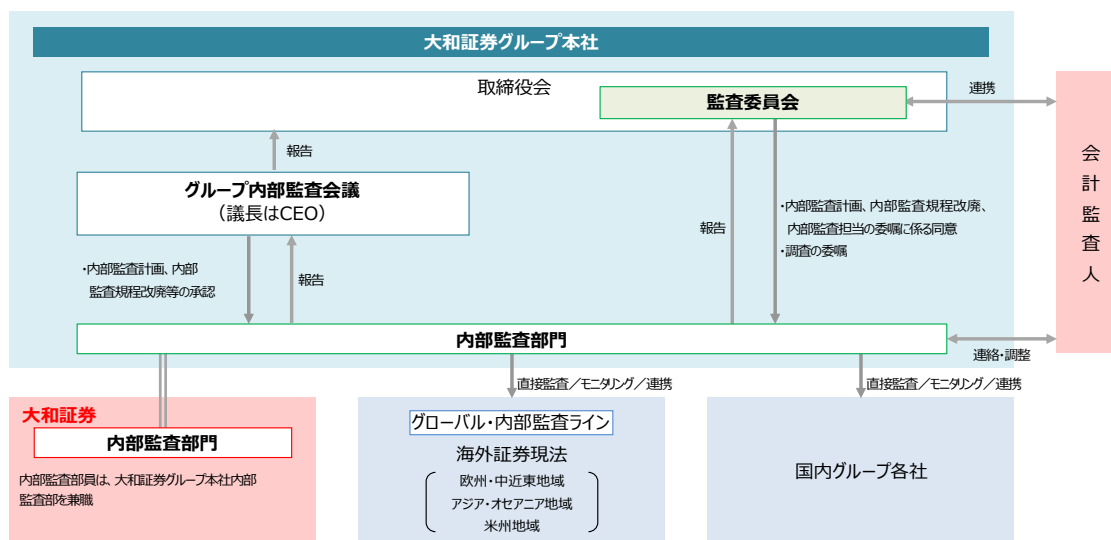 大和証券グループ本社
取締役会
監査委員会
連携
会計監査人
報告
グループ内部監査会議
（議長はCEO）
・内部監査計画、内部監査規程改廃、
内部監査担当の委嘱に係る同意
・調査の委嘱
報告
・内部監査計画、内部
監査規程改廃等の承認
報告
内部監査部門
連絡・調整
直接監査／モニタリング／連携
直接監査／モニタリング／連携
大和証券
内部監査部門
内部監査部員は、大和証券グループ本社内部
監査部を兼職
グローバル・内部監査ライン
海外証券現法
欧州・中近東地域
アジア・オセアニア地域
米州地域
国内グループ各社